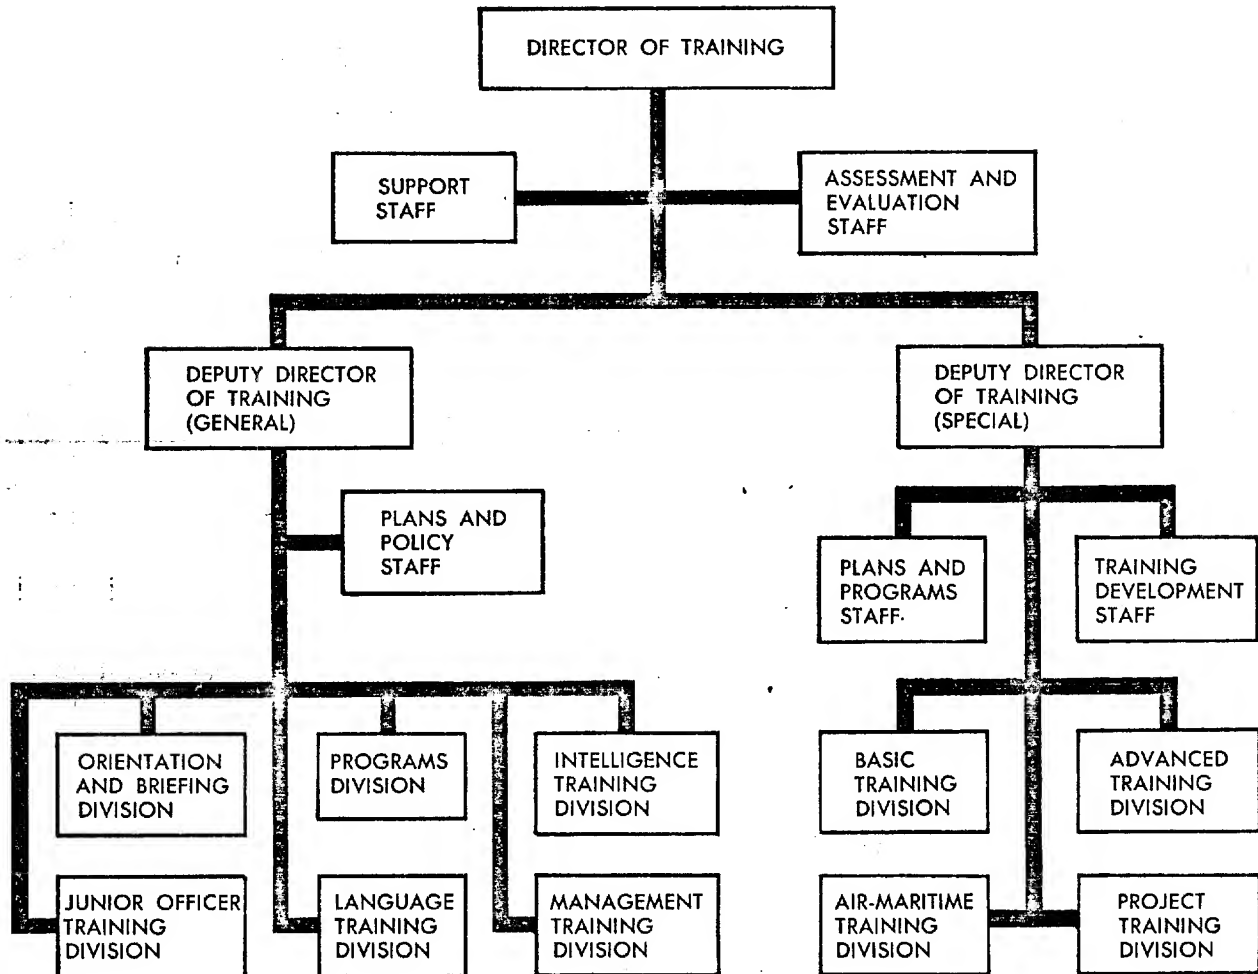 DIRECTOR OF TRAINING
SUPPORT
STAFF
ASSESSMENT AND
EVALUATION
STAFF
DEPUTY DIRECTOR
OF TRAINING
(GENERAL)
DEPUTY DIRECTOR
OF TRAINING
(SPECIAL)
PLANS AND
POLICY
STAFF
PLANS AND
PROGRAMS
STAFF
TRAINING
DEVELOPMENT
STAFF
ORIENTATION
AND BRIEFING
DIVISION
PROGRAMS
DIVISION
INTELLIGENCE
TRAINING
DIVISION
BASIC
TRAINING
DIVISION
ADVANCED
TRAINING
DIVISION
JUNIOR OFFICER
TRAINING
DIVISION
LANGUAGE
TRAINING
DIVISION
MANAGEMENT
TRAINING
DIVISION
AIR-MARITIME
TRAINING
DIVISION
PROJECT
TRAINING
DIVISION